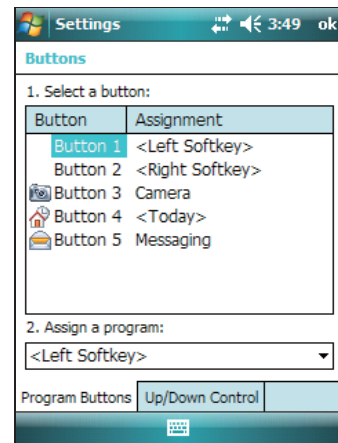 Settings 3:49 ok
Buttons
1. Select a button:
Button Assignment
Button 1 <Left Softkey>
Button 2 <Right Softkey>
Button 3 Camera
Button 4 <Today>
Button 5 Messaging
2. Assign a program:
<Left Softkey>
Program Buttons Up/Down Control